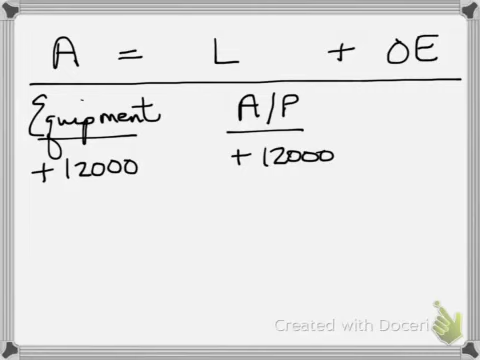 A = L + OE
Equipment A/P
+12000 +12000
Created with Doceri